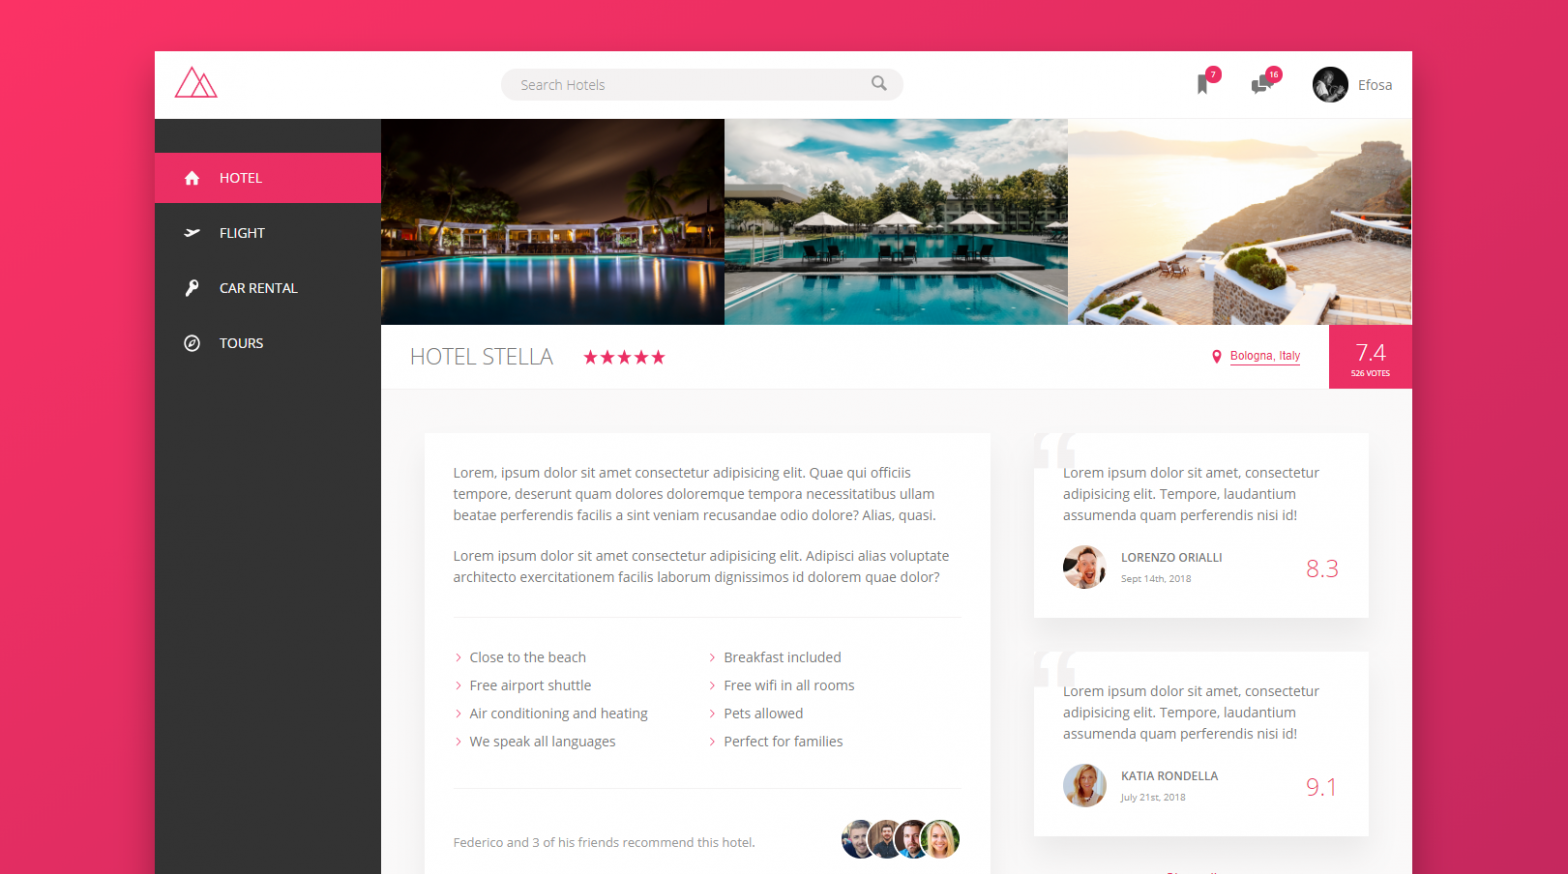 Search Hotels
7
16
Efosa
HOTEL
FLIGHT
CAR RENTAL
TOURS
HOTEL STELLA
Bologna, Italy
7.4
526 VOTES
Lorem, ipsum dolor sit amet consectetur adipisicing elit. Quae qui officiis
tempore, deserunt quam dolores doloremque tempora necessitatibus ullam
beatae perferendis facilis a sint veniam recusandae odio dolore? Alias, quasi.
Lorem ipsum dolor sit amet consectetur adipisicing elit. Adipisci alias voluptate
architecto exercitationem facilis laborum dignissimos id dolorem quae dolor?
Close to the beach
Free airport shuttle
Air conditioning and heating
We speak all languages
Breakfast included
Free wifi in all rooms
Pets allowed
Perfect for families
Federico and 3 of his friends recommend this hotel.
Lorem ipsum dolor sit amet, consectetur
adipisicing elit. Tempore, laudantium
assumenda quam perferendis nisi id!
LORENZO ORIALLI
Sept 14th, 2018
8.3
Lorem ipsum dolor sit amet, consectetur
adipisicing elit. Tempore, laudantium
assumenda quam perferendis nisi id!
KATIA RONDELLA
July 21st, 2018
9.1